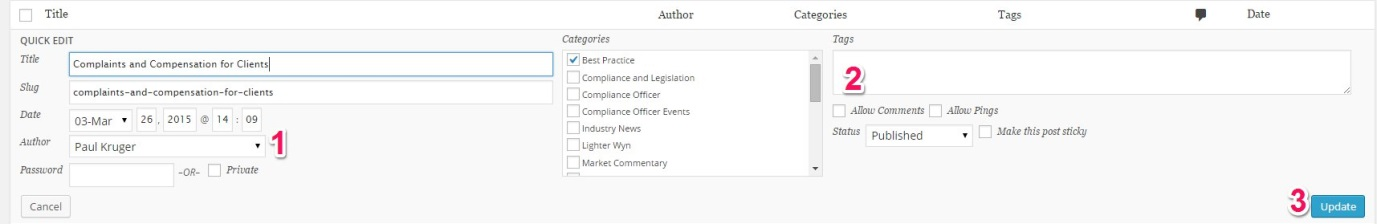 Title Author Categories Tags Date
QUICK EDIT
Title Complaints and Compensation for Clients
Slug complaints-and-compensation-for-clients
Date 03-Mar 26 , 2015 @ 14 : 09
Author Paul Kruger 1
Password -OR- Private
Cancel
Categories
Best Practice
Compliance and Legislation
Compliance Officer
Compliance Officer Events
Industry News
Lighter Wyn
Market Commentary
Tags
2
Allow Comments Allow Pings
Status Published Make this post sticky
3 Update